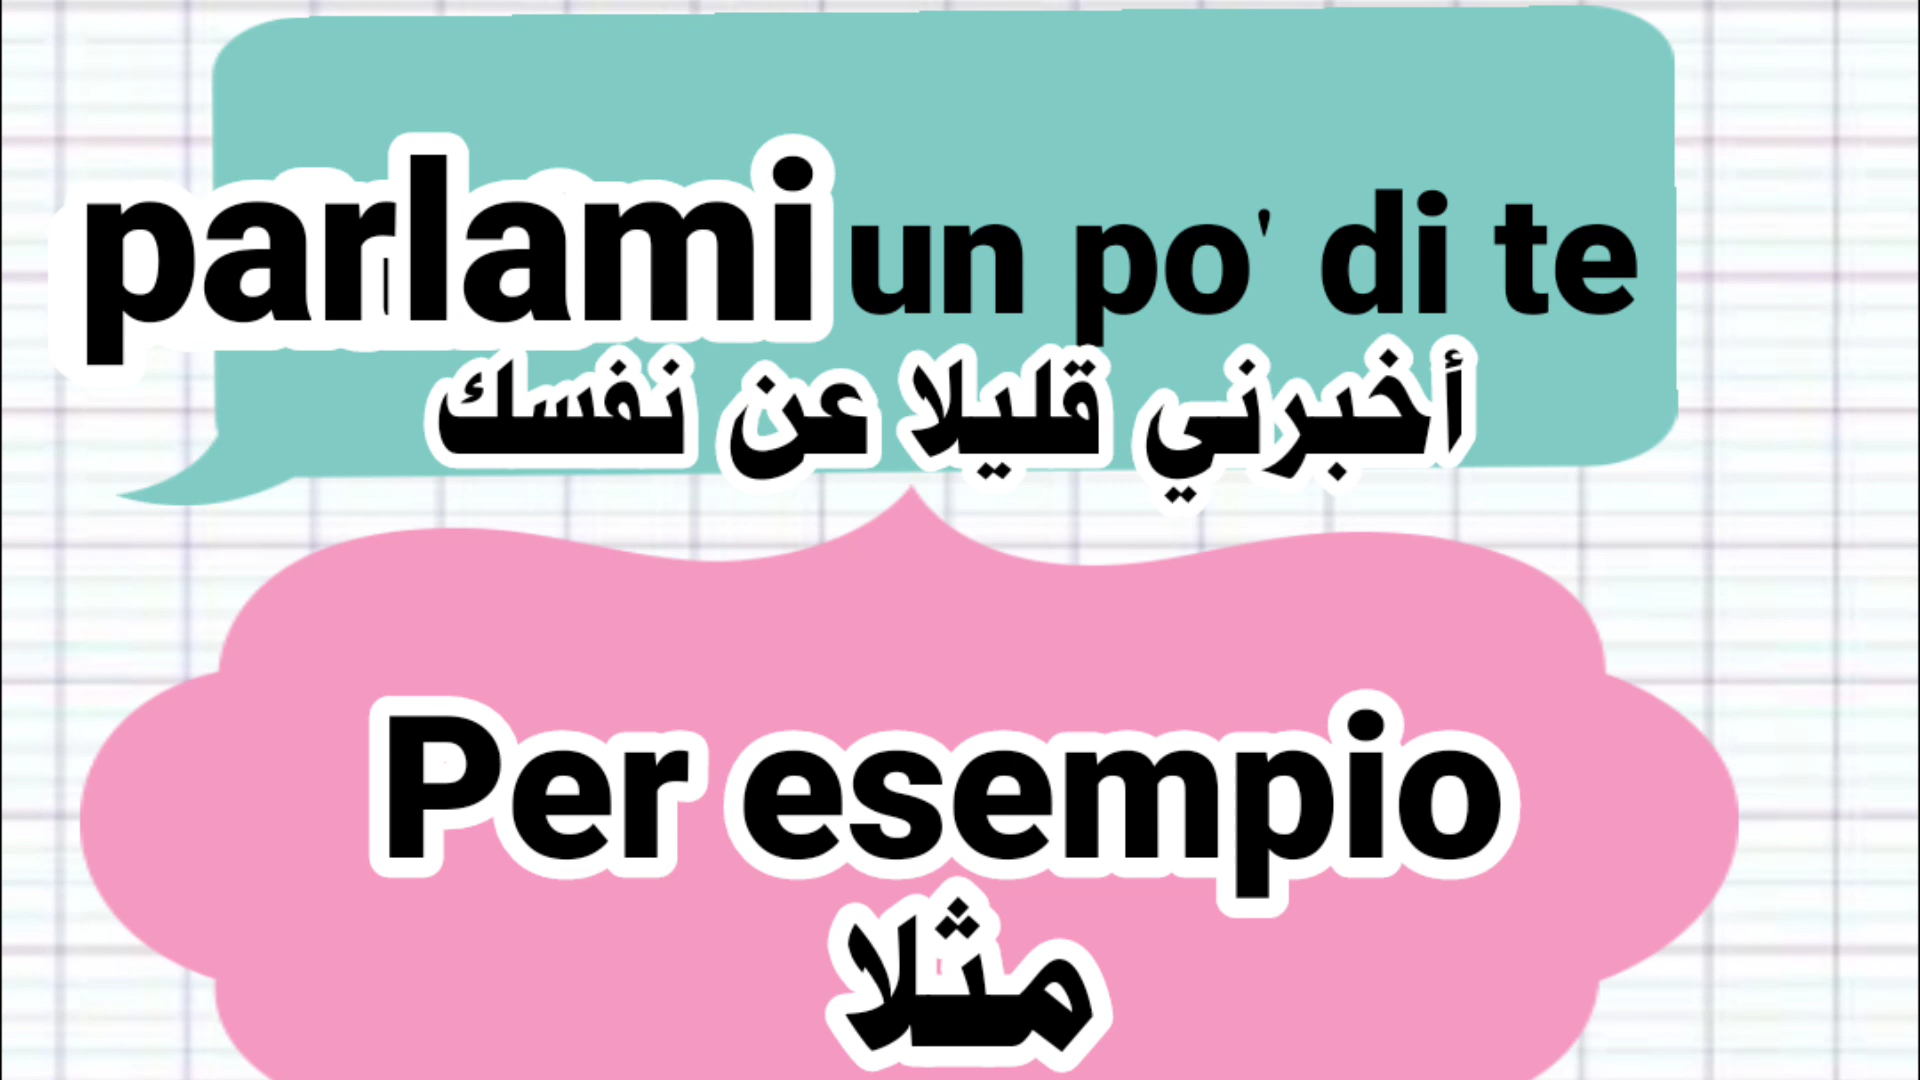 parlami un po' di te
أخبرني قليلا عن نفسك
Per esempio
مثلا